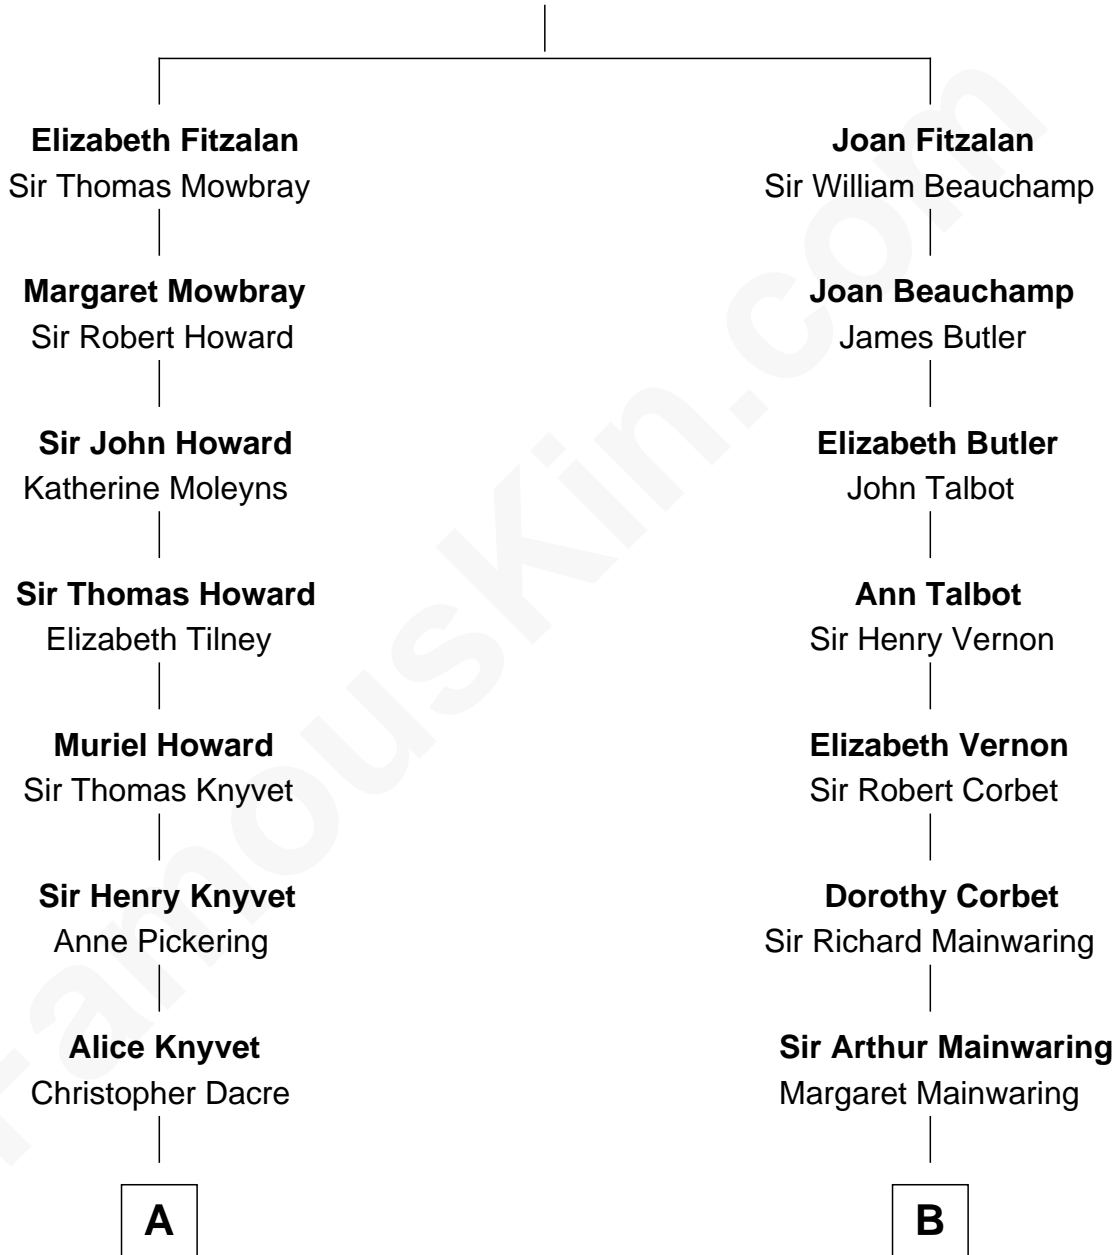 Elizabeth Fitzalan
Sir Thomas Mowbray
Margaret Mowbray
Sir Robert Howard
Sir John Howard
Katherine Moleyns
Sir Thomas Howard
Elizabeth Tilney
Muriel Howard
Sir Thomas Knyvet
Sir Henry Knyvet
Anne Pickering
Alice Knyvet
Christopher Dacre
A
Joan Fitzalan
Sir William Beauchamp
Joan Beauchamp
James Butler
Elizabeth Butler
John Talbot
Ann Talbot
Sir Henry Vernon
Elizabeth Vernon
Sir Robert Corbet
Dorothy Corbet
Sir Richard Mainwaring
Sir Arthur Mainwaring
Margaret Mainwaring
B
FamousKin.com